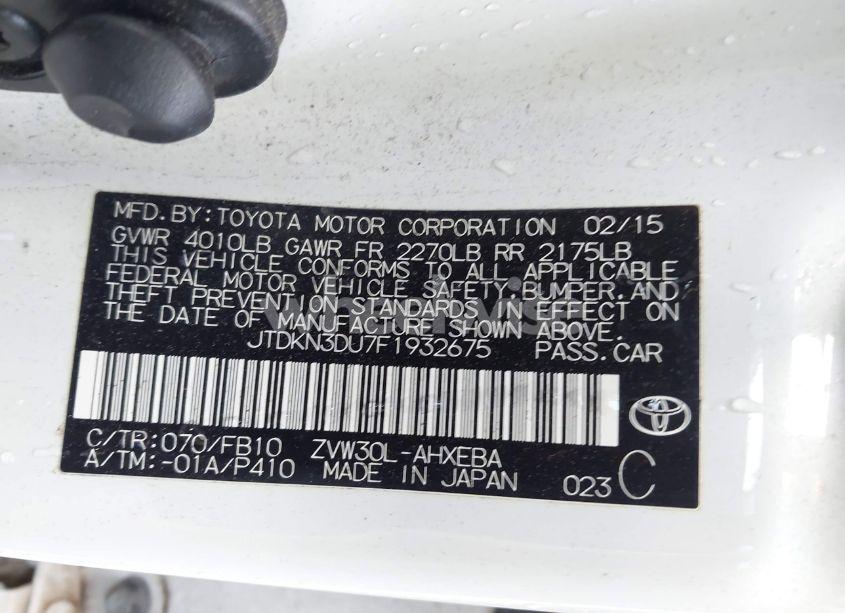 MFD.BY:TOYOTA MOTOR CORPORATION 02/15
GVWR 4010LB GAWR FR 2270LB RR 2175LB
THIS VEHICLE CONFORMS TO ALL APPLICABLE
FEDERAL MOTOR VEHICLE SAFETY,BUMPER,AND
THEFT PREVENTION STANDARDS IN EFFECT ON
THE DATE OF MANUFACTURE SHOWN ABOVE.
JTDKN3DU7F1932675 PASS.CAR
C/TR:070/FB10 ZVW30L-AHXEBA
A/TM:-01A/P410 MADE IN JAPAN 023 C